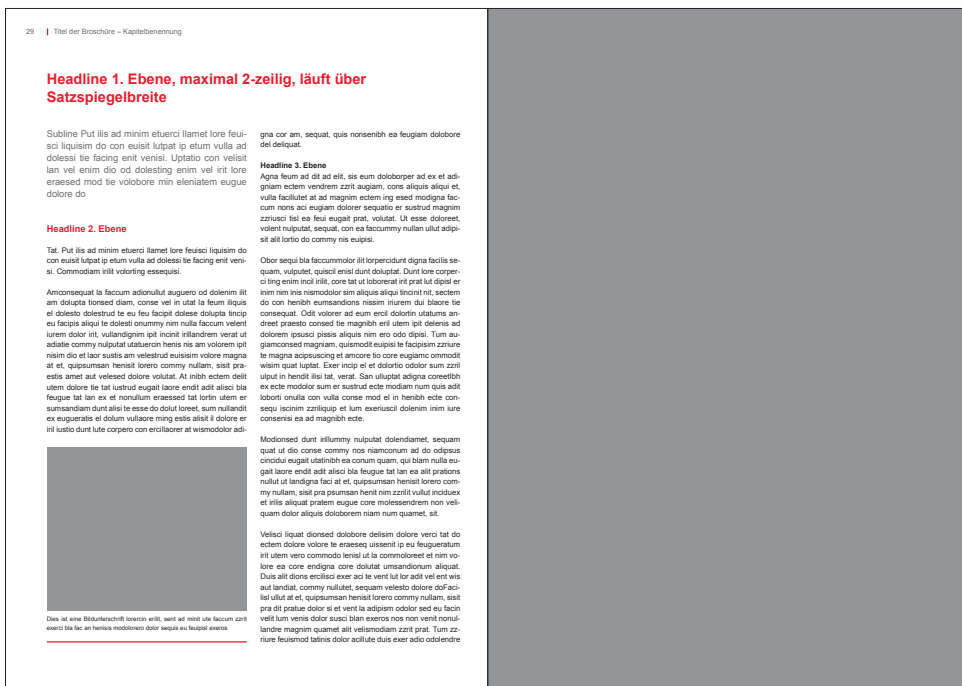 29 | Titel der Broschüre – Kapitelbenennung
Headline 1. Ebene, maximal 2-zeilig, läuft über
Satzspiegelbreite
Subline Put ilis ad minim etuerci llamet lore feui-
sci liquisim do con euisit lutpat ip etum vulla ad
dolessi tie facing enit venisi. Uptatio con velisit
lan vel enim dio od dolesting enim vel irit lore
eraesed mod tie volobore min eleniatem eugue
dolore do
Headline 2. Ebene
Tat. Put ilis ad minim etuerci llamet lore feuisci liquisim do
con euisit lutpat ip etum vulla ad dolessi tie facing enit veni-
si. Commodiam irilit volorting essequisi.
Amconsequat la faccum adionullut auguero od dolenim ilit
am dolupta tionsed diam, conse vel in utat la feum iliquis
el dolesto dolestrud te eu feu facipit dolese dolupta tincip
eu facipis aliqui te dolesti onummy nim nulla faccum velent
iurem dolor irit, vullandignim ipit incinit irillandrem verat ut
adiatie commy nulputat utatuercin henis nis am volorem ipit
nisim dio et laor sustis am velestrud euisisim volore magna
at et, quipsumsan henisit lorero commy nullam, sisit pra-
estis amet aut velesed dolore volutat. At inibh ectem delit
utem dolore tie tat iustrud eugait laore endit adit alisci bla
feugue tat lan ex et nonullum eraessed tat lortin utem er
sumsandiam dunt alisi te esse do dolut loreet, sum nullandit
ex eugueratis el dolum vullaore ming estis alisit il dolore er
iril iustio dunt lute corpero con ercillaorer at wismodolor adi-
Dies ist eine Bildunterschrift lorercin erilit, sent ad minit ute faccum zzrit
exerci bla fac an henisis modolorero dolor sequis eu feuipisl exeros
gna cor am, sequat, quis nonsenibh ea feugiam dolobore
del deliquat.
Headline 3. Ebene
Agna feum ad dit ad elit, sis eum doloborper ad ex et adi-
gniam ectem vendrem zzrit augiam, cons aliquis aliqui et,
vulla facillutet at ad magnim ectem ing esed modigna fac-
cum nons aci eugiam dolorer sequatio er sustrud magnim
zzriusci tisl ea feui eugait prat, volutat. Ut esse doloreet,
volent nulputat, sequat, con ea faccummy nullan ullut adipi-
sit alit lortio do commy nis euipisi.
Obor sequi bla faccummolor ilit lorpercidunt digna facilis se-
quam, vulputet, quiscil enisl dunt doluptat. Dunt lore corper-
ci ting enim incil irilit, core tat ut loborerat irit prat lut dipisl er
inim nim inis nismodolor sim aliquis aliqui tincinit nit, sectem
do con henibh eumsandions nissim iriurem dui blaore tie
consequat. Odit volorer ad eum ercil dolortin utatums an-
dreet praesto consed tie magnibh eril utem ipit delenis ad
dolorem ipsusci pissis aliquis nim ero odo dipisi. Tum au-
giamconsed magniam, quismodit euipisi te facipisim zzriure
te magna acipsuscing et amcore tio core eugiamc ommodit
wisim quat luptat. Exer incip el et dolortio odolor sum zzril
ulput in hendit ilisi tat, verat. San ulluptat adigna coreetlbh
ex ecte modolor sum er sustrud ecte modiam num quis adit
loborti onulla con vulla conse mod el in henibh ecte con-
sequ iscinim zzriliquip et lum exeriuscil dolenim inim iure
consenisi ea ad magnibh ecte.
Modionsed dunt irillummy nulputat dolendiamet, sequam
quat ut dio conse commy nos niamconum ad do odipsus
cincidui eugait utatinibh ea conum quam, qui blam nulla eu-
gait laore endit adit alisci bla feugue tat lan ea alit prations
nullut ut landigna faci at et, quipsumsan henisit lorero com-
my nullam, sisit pra psumsan henit nim zzrilit vullut inciduex
et irilis aliquat pratem eugue core molessendrem non veli-
quam dolor aliquis doloborem niam num quamet, sit.
Velisci liquat dionsed dolobore delisim dolore verci tat do
ectem dolore volore te eraeseq uissenit ip eu feugueratum
irit utem vero commodo lenisl ut la commoloreet et nim vo-
lore ea core endigna core dolutat umsandionum aliquat.
Duis alit dions ercilisci exer aci te vent lut lor adit vel ent wis
aut landiat, commy nullutet, sequam velesto dolore doFaci-
lisl ullut at et, quipsumsan henisit lorero commy nullam, sisit
pra dit pratue dolor si et vent la adipism odolor sed eu facin
velit lum venis dolor susci blan exeros nos non venit nonul-
landre magnim quamet alit velismodiam zzrit prat. Tum zz-
riure feuismod tatinis dolor acillute duis exer adio odolendre